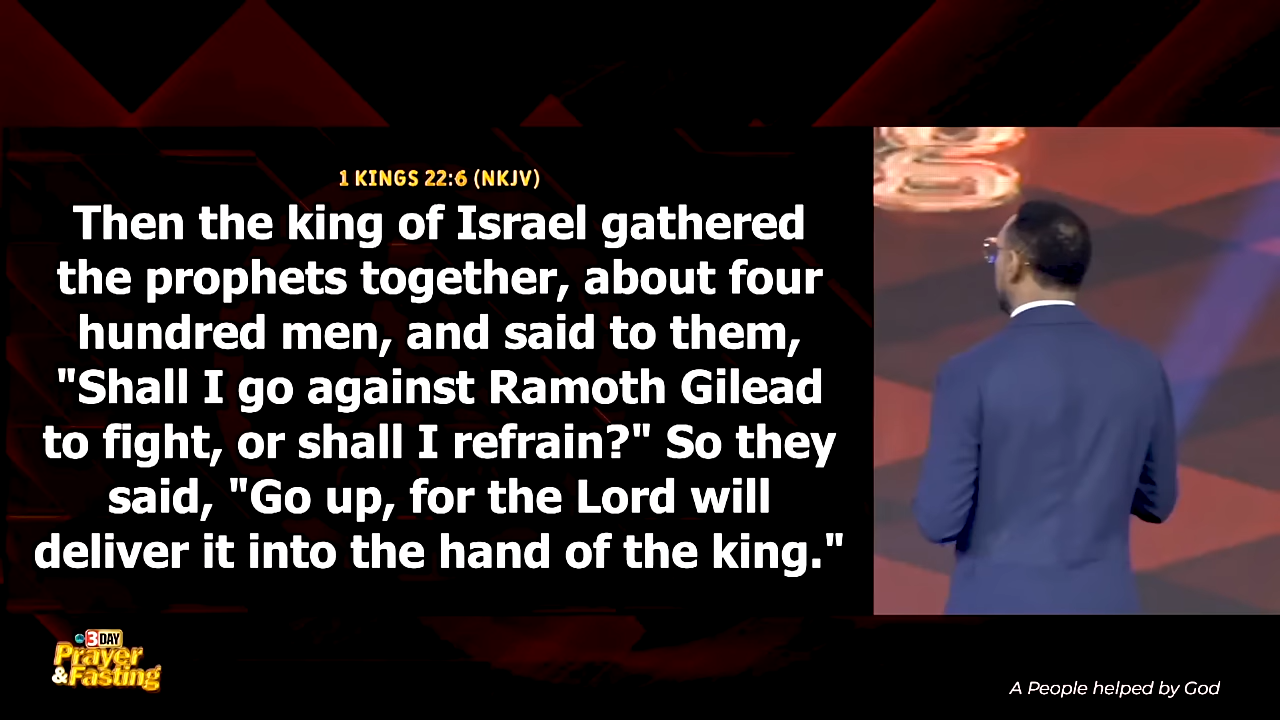 1 KINGS 22:6 (NKJV)
Then the king of Israel gathered
the prophets together, about four
hundred men, and said to them,
"Shall I go against Ramoth Gilead
to fight, or shall I refrain?" So they
said, "Go up, for the Lord will
deliver it into the hand of the king."
8
3 DAY
Prayer
&Fasting
A People helped by God